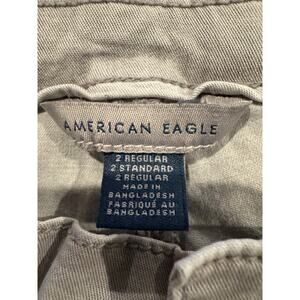 AMERICAN EAGLE
2 REGULAR
2 STANDARD
2 REGULAR
MADE IN
BANGLADESH
FABRIQUÉ AU
BANGLADESH